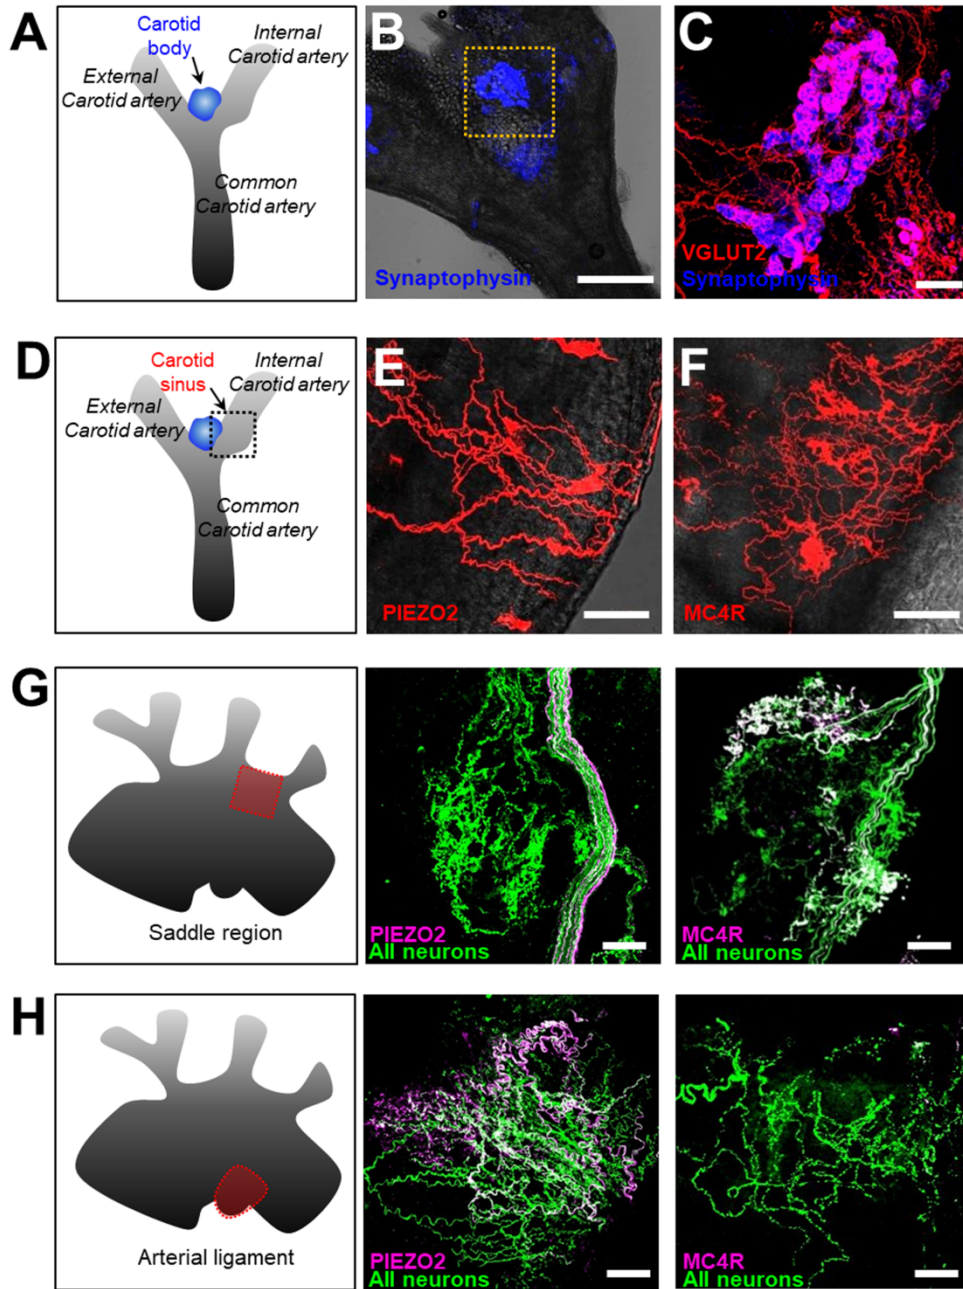 A
Carotid
body
Internal
Carotid artery
External
Carotid artery
Common
Carotid artery
B
Synaptophysin
C
VGLUT2
Synaptophysin
D
Carotid
sinus
Internal
Carotid artery
External
Carotid artery
Common
Carotid artery
E
PIEZO2
F
MC4R
G
Saddle region
PIEZO2
All neurons
MC4R
All neurons
H
Arterial ligament
PIEZO2
All neurons
MC4R
All neurons